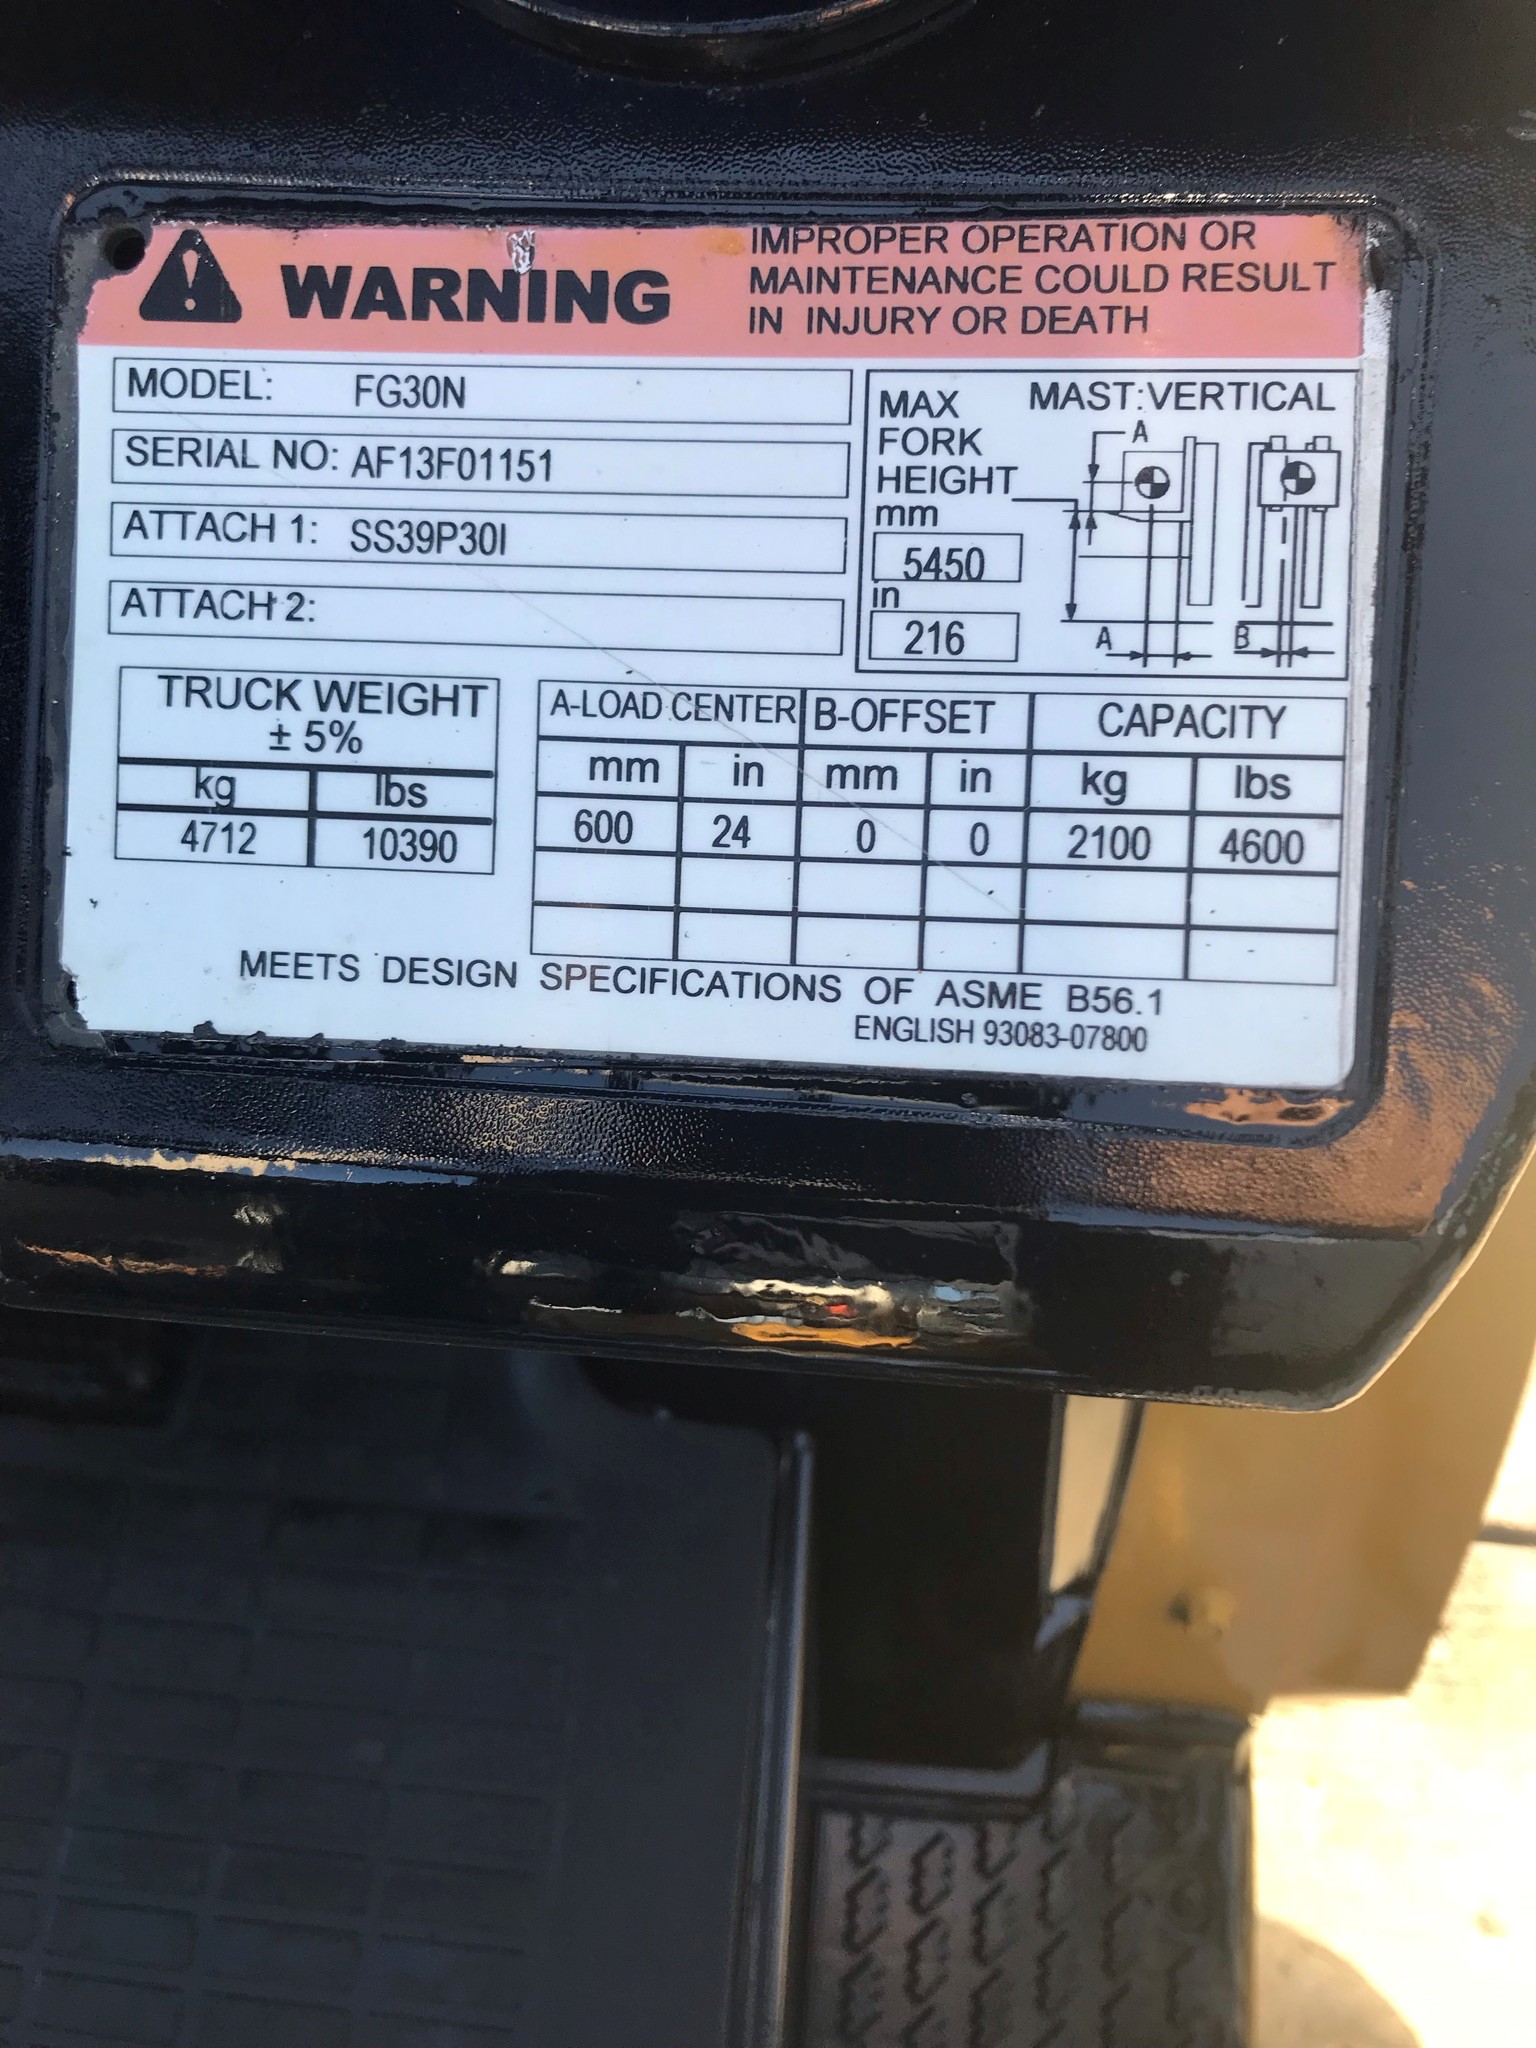 WARNING
IMPROPER OPERATION OR
MAINTENANCE COULD RESULT
IN INJURY OR DEATH
MODEL: FG30N
SERIAL NO: AF13F01151
ATTACH 1: SS39P30I
ATTACH 2:
MAX
FORK
HEIGHT
mm
5450
in
216
MAST:VERTICAL
A
A
B
TRUCK WEIGHT
± 5%
kg lbs
4712 10390
A-LOAD CENTER B-OFFSET CAPACITY
mm in mm in kg lbs
600 24 0 0 2100 4600
MEETS DESIGN SPECIFICATIONS OF ASME B56.1
ENGLISH 93083-07800